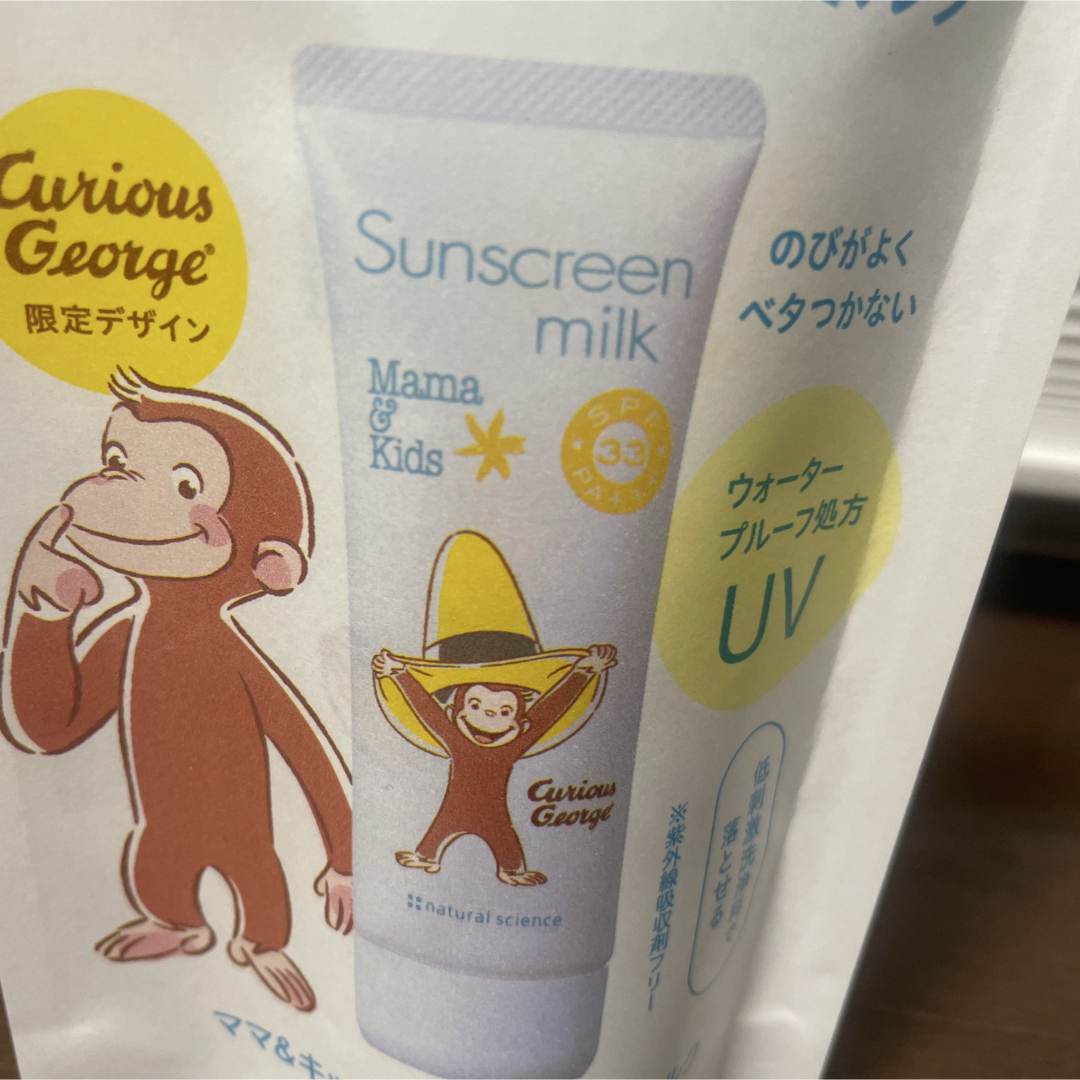 Curious
George®
限定デザイン
Sunscreen
milk
Mama
&
Kids
SPF
33
PA+++
のびがよく
ベタつかない
ウォーター
プルーフ処方
UV
Curious
George
natural science
※紫外線吸収剤フリー
低刺激洗浄料で
落とせる
ママ&キッ